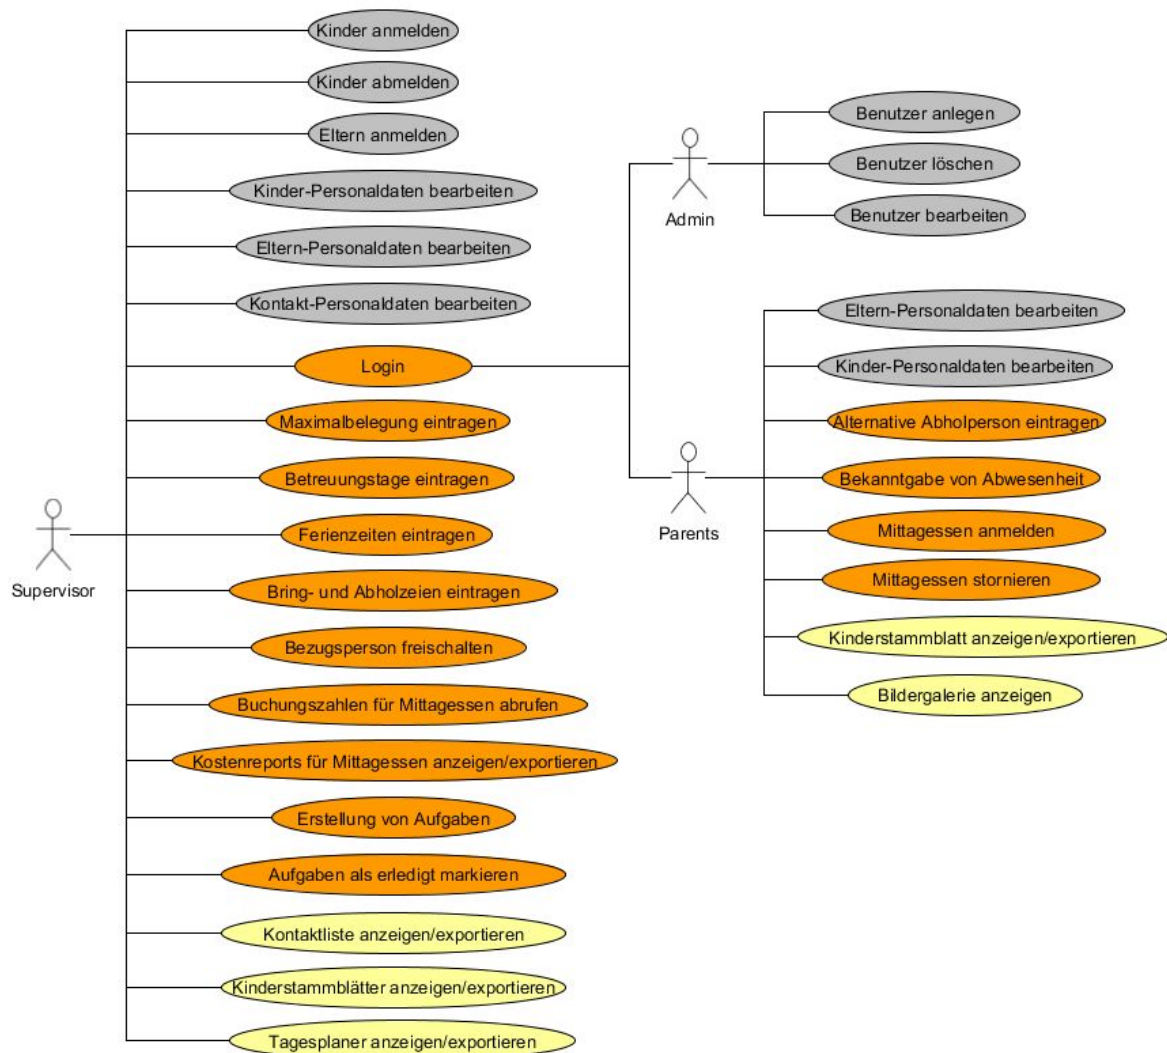 Kinder anmelden
Kinder abmelden
Eltern anmelden
Kinder-Personaldaten bearbeiten
Eltern-Personaldaten bearbeiten
Kontakt-Personaldaten bearbeiten
Login
Maximalbelegung eintragen
Betreuungstage eintragen
Ferienzeiten eintragen
Supervisor
Bring- und Abholzeien eintragen
Bezugsperson freischalten
Buchungszahlen für Mittagessen abrufen
Kostenreports für Mittagessen anzeigen/exportieren
Erstellung von Aufgaben
Aufgaben als erledigt markieren
Kontaktliste anzeigen/exportieren
Kinderstammblätter anzeigen/exportieren
Tagesplaner anzeigen/exportieren
Admin
Benutzer anlegen
Benutzer löschen
Benutzer bearbeiten
Parents
Eltern-Personaldaten bearbeiten
Kinder-Personaldaten bearbeiten
Alternative Abholperson eintragen
Bekanntgabe von Abwesenheit
Mittagessen anmelden
Mittagessen stornieren
Kinderstammblatt anzeigen/exportieren
Bildergalerie anzeigen